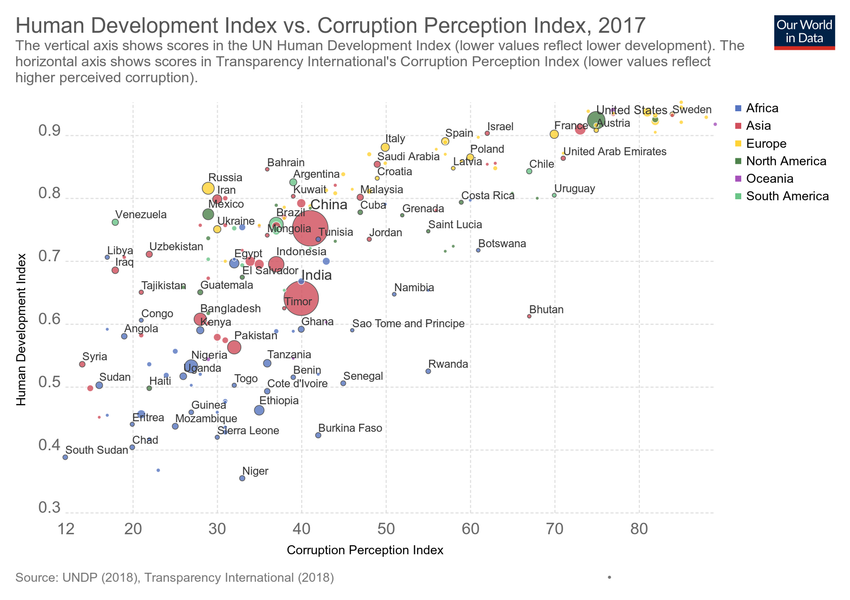 Human Development Index vs. Corruption Perception Index, 2017
The vertical axis shows scores in the UN Human Development Index (lower values reflect lower development). The
horizontal axis shows scores in Transparency International's Corruption Perception Index (lower values reflect
higher perceived corruption).
Our World
in Data
Africa
Asia
Europe
North America
Oceania
South America
Human Development Index
0.9
0.8
0.7
0.6
0.5
0.4
0.3
United States
Sweden
Austria
France
Israel
Spain
Italy
Poland
United Arab Emirates
Saudi Arabia
Latvia
Chile
Bahrain
Croatia
Argentina
Russia
Iran
Kuwait
Malaysia
Costa Rica
Uruguay
Mexico
China
Cuba
Grenada
Venezuela
Brazil
Ukraine
Mongolia
Tunisia
Jordan
Saint Lucia
Botswana
Libya
Uzbekistan
Egypt
Indonesia
Iraq
El Salvador
India
Tajikistan
Guatemala
Namibia
Timor
Bangladesh
Bhutan
Congo
Kenya
Ghana
Sao Tome and Principe
Angola
Pakistan
Syria
Nigeria
Tanzania
Rwanda
Uganda
Benin
Sudan
Haiti
Togo
Cote d'Ivoire
Senegal
Guinea
Ethiopia
Eritrea
Mozambique
Sierra Leone
Burkina Faso
Chad
South Sudan
Niger
12
20
30
40
50
60
70
80
Corruption Perception Index
Source: UNDP (2018), Transparency International (2018)